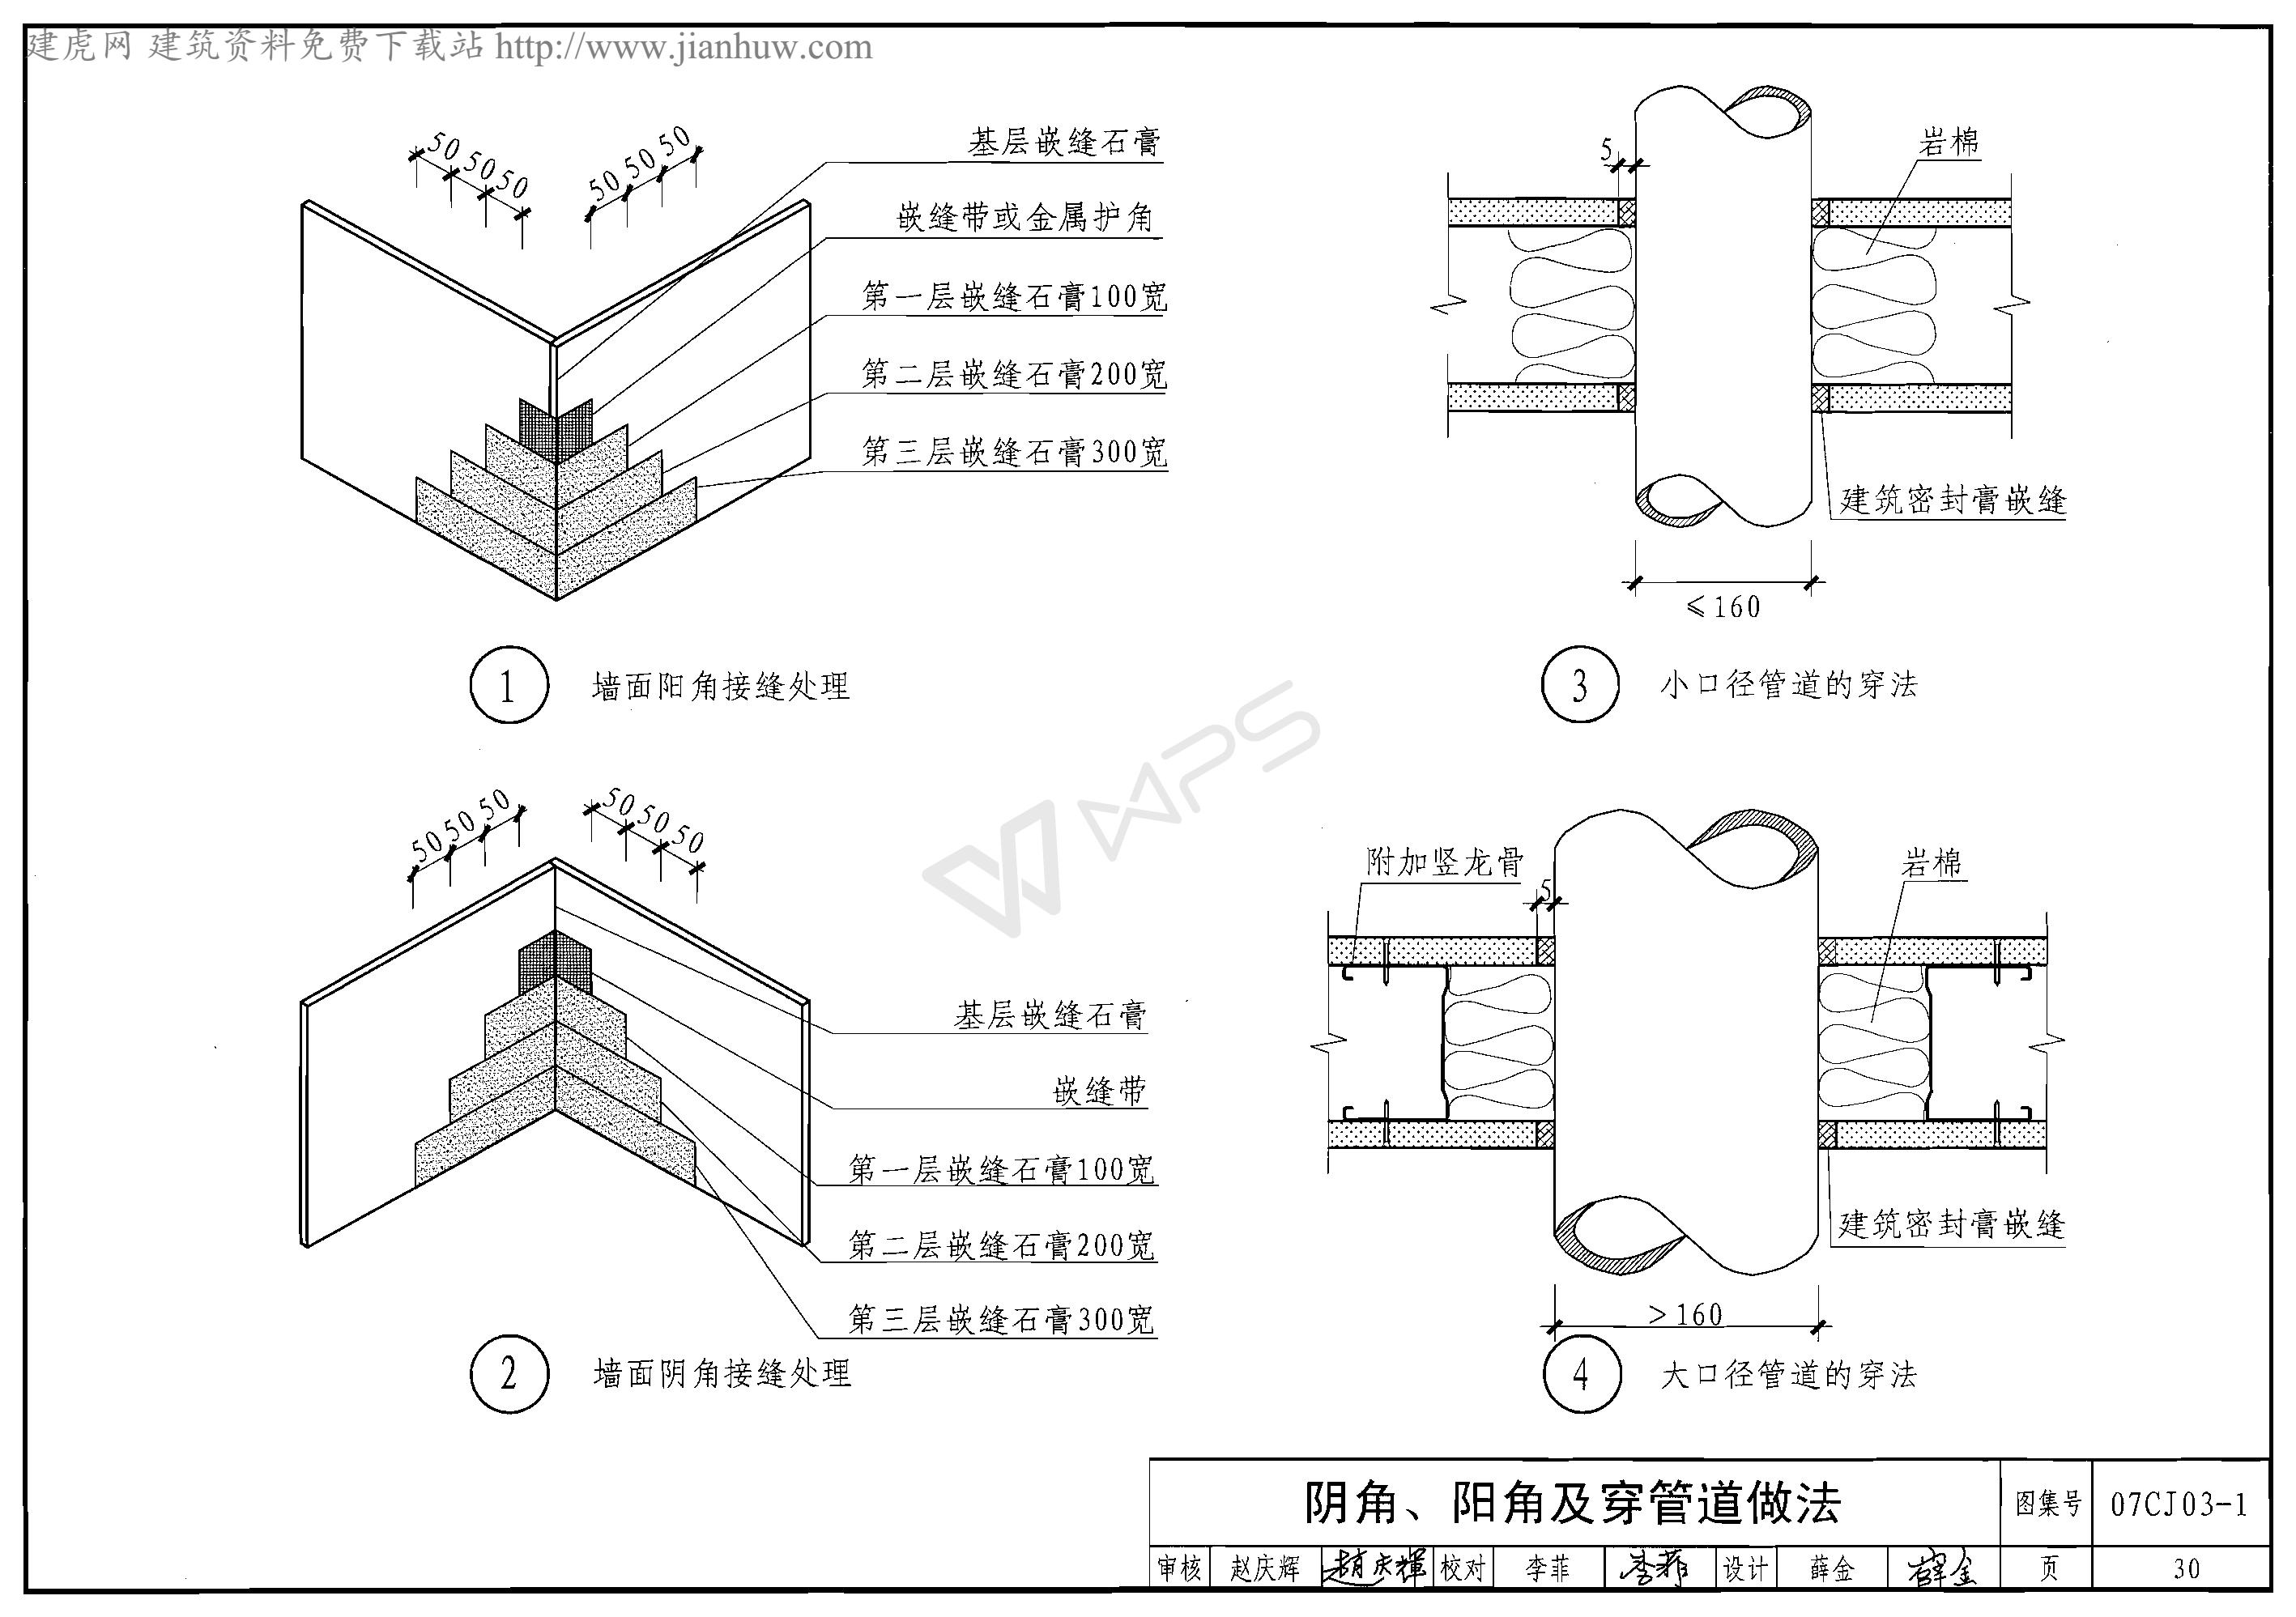 建虎网 建筑资料免费下载站 http://www.jianhuw.com
50 50 50
50 50 50
基层嵌缝石膏
嵌缝带或金属护角
第一层嵌缝石膏100宽
第二层嵌缝石膏200宽
第三层嵌缝石膏300宽
1 墙面阳角接缝处理
5
岩棉
建筑密封膏嵌缝
≤160
3 小口径管道的穿法
WPS
50 50 50
50 50 50
基层嵌缝石膏
嵌缝带
第一层嵌缝石膏100宽
第二层嵌缝石膏200宽
第三层嵌缝石膏300宽
2 墙面阴角接缝处理
附加竖龙骨
5
岩棉
建筑密封膏嵌缝
>160
4 大口径管道的穿法
阴角、阳角及穿管道做法 图集号 07CJ03-1
审核 赵庆辉 趙庆輝 校对 李菲 李菲 设计 薛金 薛金 页 30